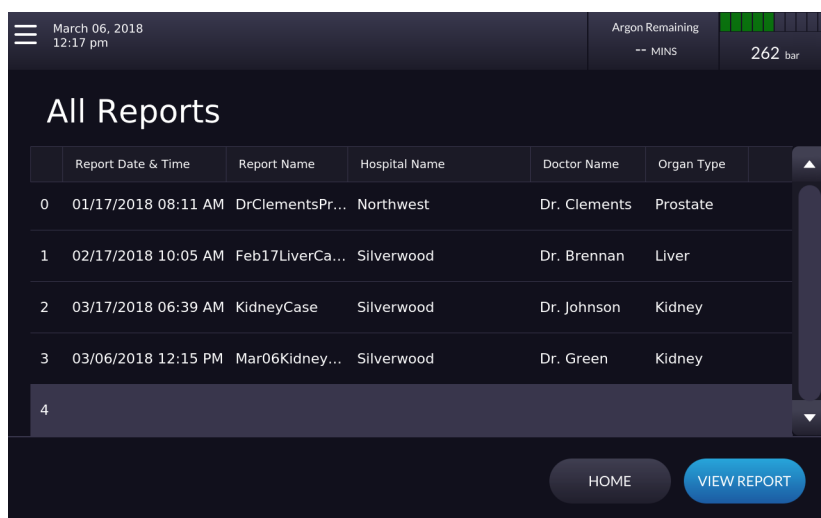 March 06, 2018
12:17 pm
Argon Remaining
-- MINS
262 bar
All Reports
Report Date & Time Report Name Hospital Name Doctor Name Organ Type
0 01/17/2018 08:11 AM DrClementsPr... Northwest Dr. Clements Prostate
1 02/17/2018 10:05 AM Feb17LiverCa... Silverwood Dr. Brennan Liver
2 03/17/2018 06:39 AM KidneyCase Silverwood Dr. Johnson Kidney
3 03/06/2018 12:15 PM Mar06Kidney... Silverwood Dr. Green Kidney
4
HOME VIEW REPORT